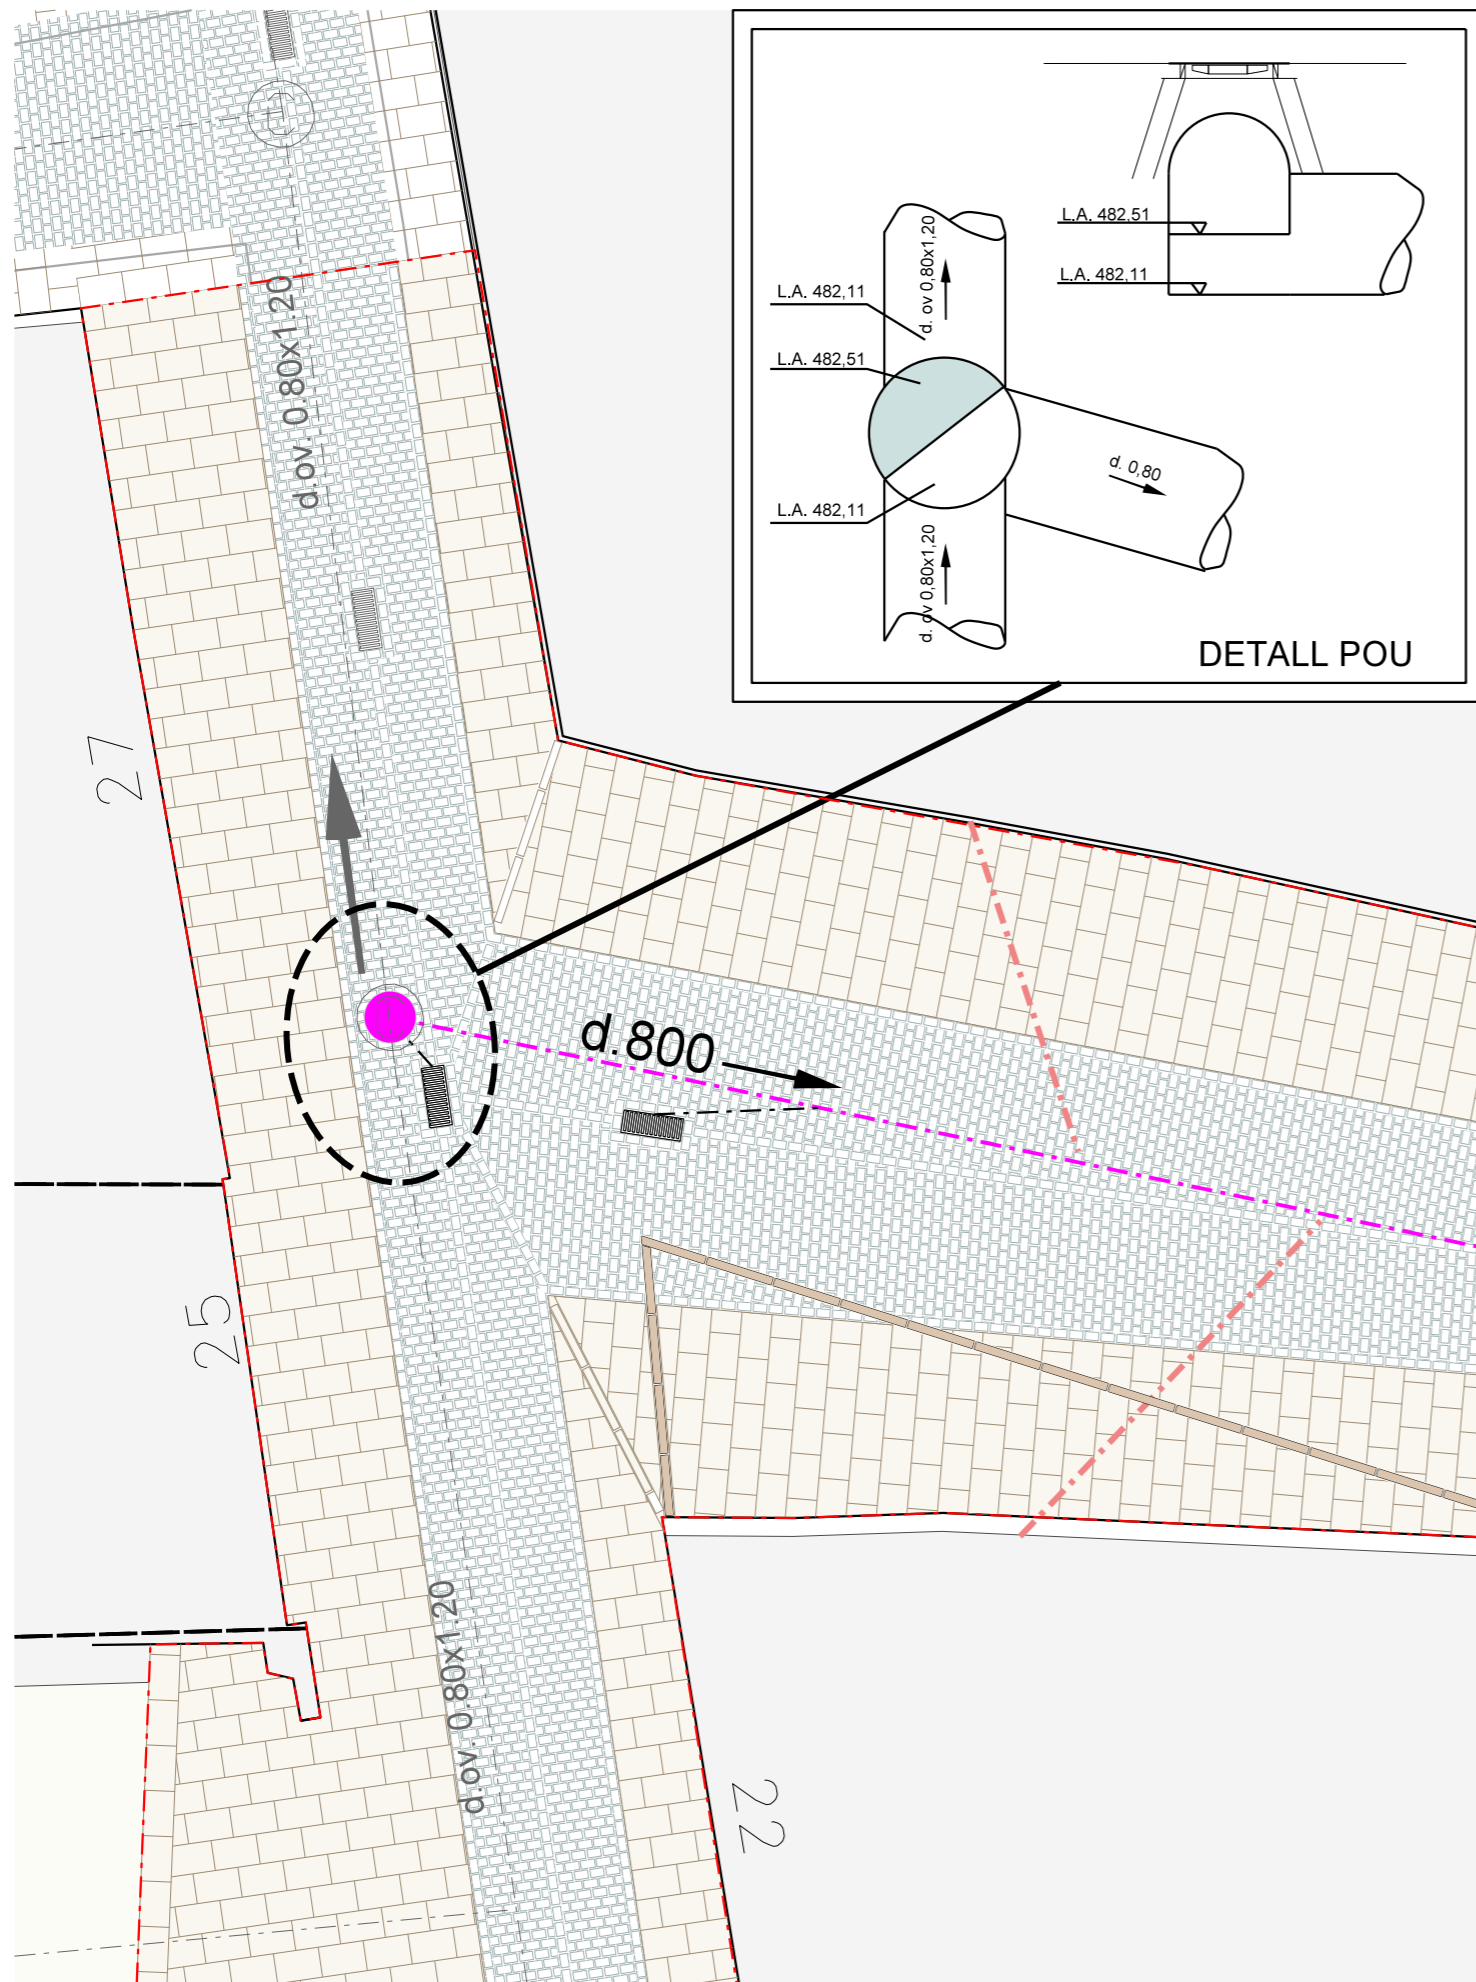 L.A. 482,51
L.A. 482,11
d. ov 0,80x1,20
L.A. 482,11
L.A. 482,51
d. 0,80
L.A. 482,11
d. ov 0,80x1,20
DETALL POU
d.ov. 0.80x1.20
27
d.800
25
d.ov. 0.80x1.20
22